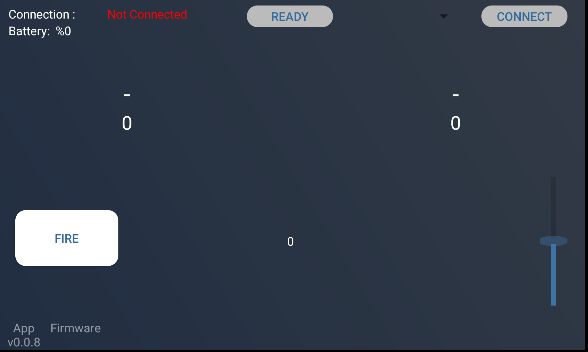 Connection : Not Connected READY CONNECT
Battery: %0
- -
0 0
FIRE 0
App Firmware
v0.0.8